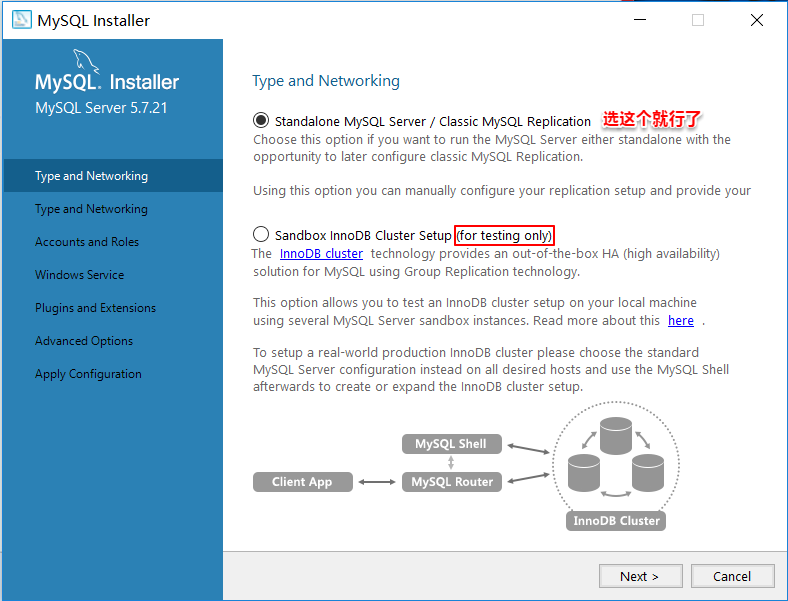 MySQL Installer
MySQL. Installer
MySQL Server 5.7.21
Type and Networking
Type and Networking
Accounts and Roles
Windows Service
Plugins and Extensions
Advanced Options
Apply Configuration
Type and Networking
Standalone MySQL Server / Classic MySQL Replication 选这个就行了
Choose this option if you want to run the MySQL Server either standalone with the
opportunity to later configure classic MySQL Replication.
Using this option you can manually configure your replication setup and provide your
Sandbox InnoDB Cluster Setup (for testing only)
The InnoDB cluster technology provides an out-of-the-box HA (high availability)
solution for MySQL using Group Replication technology.
This option allows you to test an InnoDB cluster setup on your local machine
using several MySQL Server sandbox instances. Read more about this here .
To setup a real-world production InnoDB cluster please choose the standard
MySQL Server configuration instead on all desired hosts and use the MySQL Shell
afterwards to create or expand the InnoDB cluster setup.
MySQL Shell
Client App
MySQL Router
InnoDB Cluster
Next >
Cancel